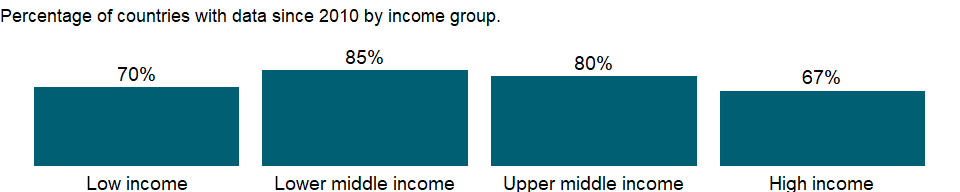 Percentage of countries with data since 2010 by income group.
70%
85%
80%
67%
Low income
Lower middle income
Upper middle income
High income